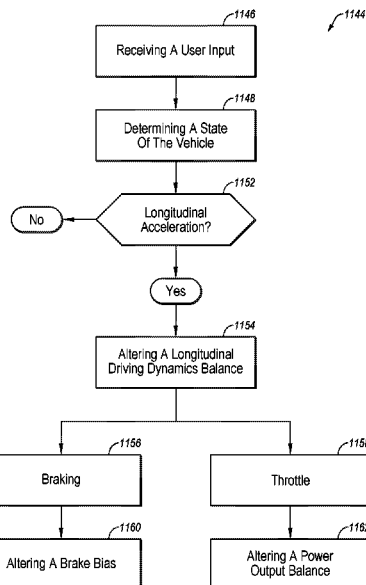 1144
1146
Receiving A User Input
1148
Determining A State
Of The Vehicle
1152
Longitudinal
Acceleration?
No
Yes
1154
Altering A Longitudinal
Driving Dynamics Balance
1156
Braking
Throttle
1160
Altering A Brake Bias
1162
Altering A Power
Output Balance